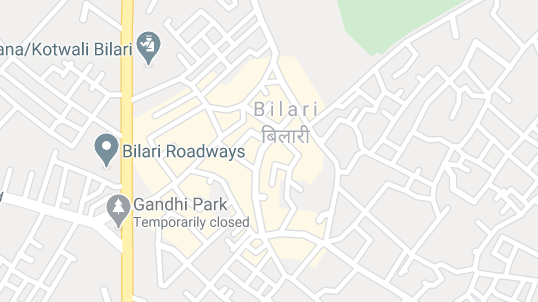 ana/Kotwali Bilari
Bilari
बिलारी
Bilari Roadways
Gandhi Park
Temporarily closed